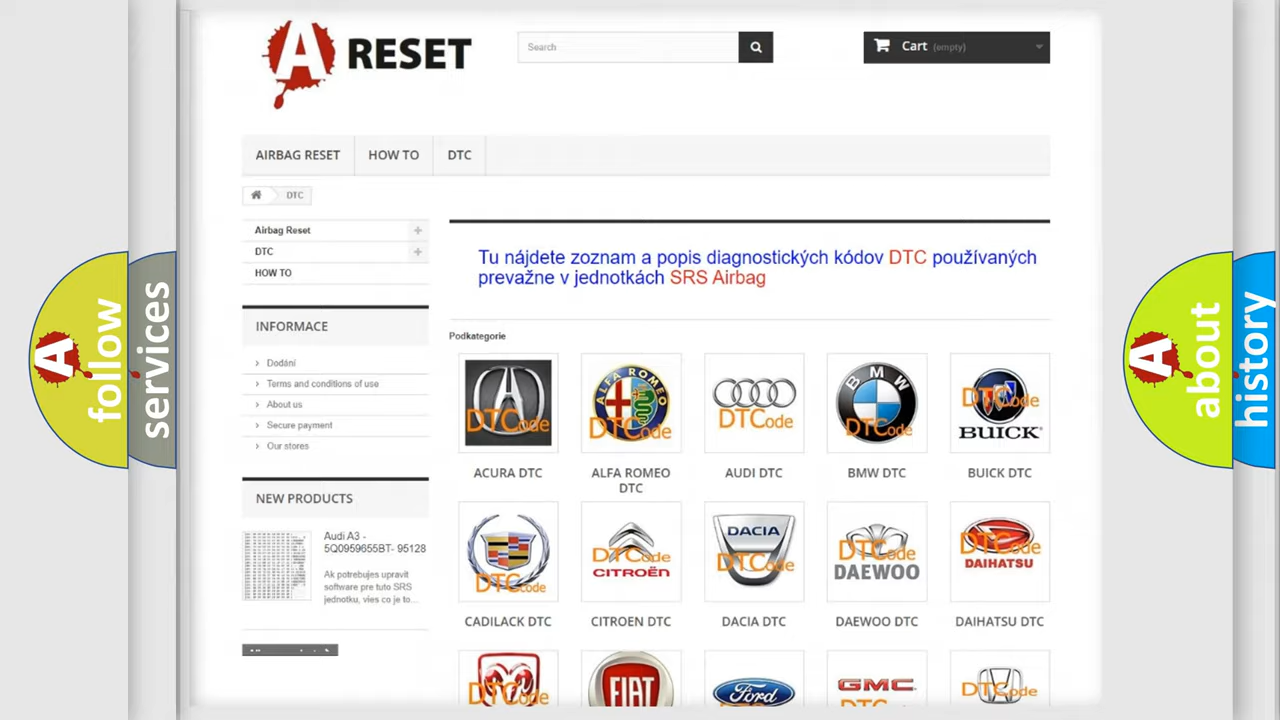 A RESET
Search
Cart (empty)
AIRBAG RESET
HOW TO
DTC
DTC
Airbag Reset
DTC
HOW TO
INFORMACE
Dodání
Terms and conditions of use
About us
Secure payment
Our stores
NEW PRODUCTS
Audi A3 -
5Q0959655BT- 95128
Ak potrebujes upravit
software pre tuto SRS
jednotku, vies co je to...
Tu nájdete zoznam a popis diagnostických kódov DTC používaných
prevažne v jednotkách SRS Airbag
Podkategorie
DTCode
ALFA ROMEO
DTCode
DTCode
BMW
DTCode
DTCode
BUICK
ACURA DTC
ALFA ROMEO
DTC
AUDI DTC
BMW DTC
BUICK DTC
DTCode
DTCode
CITROËN
DACIA
DTCode
DTCode
DAEWOO
DTCode
DAIHATSU
CADILACK DTC
CITROEN DTC
DACIA DTC
DAEWOO DTC
DAIHATSU DTC
DTCode
FIAT
Ford
GMC
DTCode
A follow
services
A about
history